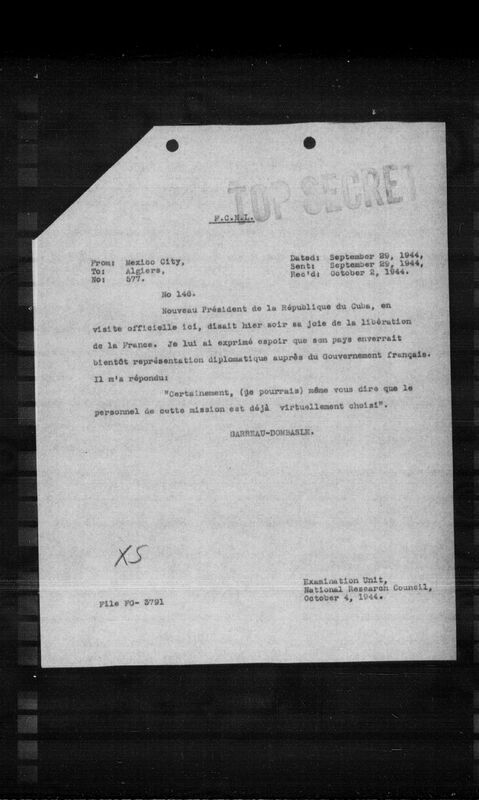 TOP SECRET
F.C.N.L.
From: Mexico City,
To: Algiers,
No: 577.
Dated: September 29, 1944,
Sent: September 29, 1944,
Rec'd: October 2, 1944.
No 146.
Nouveau Président de la République du Cuba, en
visite officielle ici, disait hier soir sa joie de la libération
de la France. Je lui ai exprimé espoir que son pays enverrait
bientôt représentation diplomatique auprès du Gouvernement français.
Il m'a répondu:
"Certainement, (je pourrais) même vous dire que le
personnel de cette mission est déjà virtuellement choisi".
GARREAU-DOMBASLE.
XS
Examination Unit,
National Research Council,
October 4, 1944.
File FO- 3791